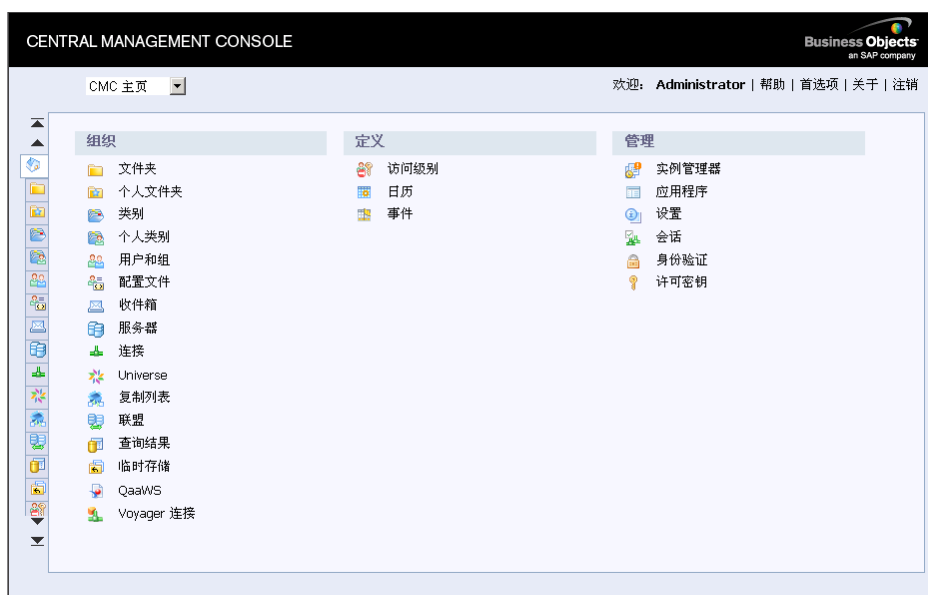 CENTRAL MANAGEMENT CONSOLE
Business Objects
an SAP company
CMC 主页
欢迎: Administrator | 帮助 | 首选项 | 关于 | 注销
组织
文件夹
个人文件夹
类别
个人类别
用户和组
配置文件
收件箱
服务器
连接
Universe
复制列表
联盟
查询结果
临时存储
QaaWS
Voyager 连接
定义
访问级别
日历
事件
管理
实例管理器
应用程序
设置
会话
身份验证
许可密钥